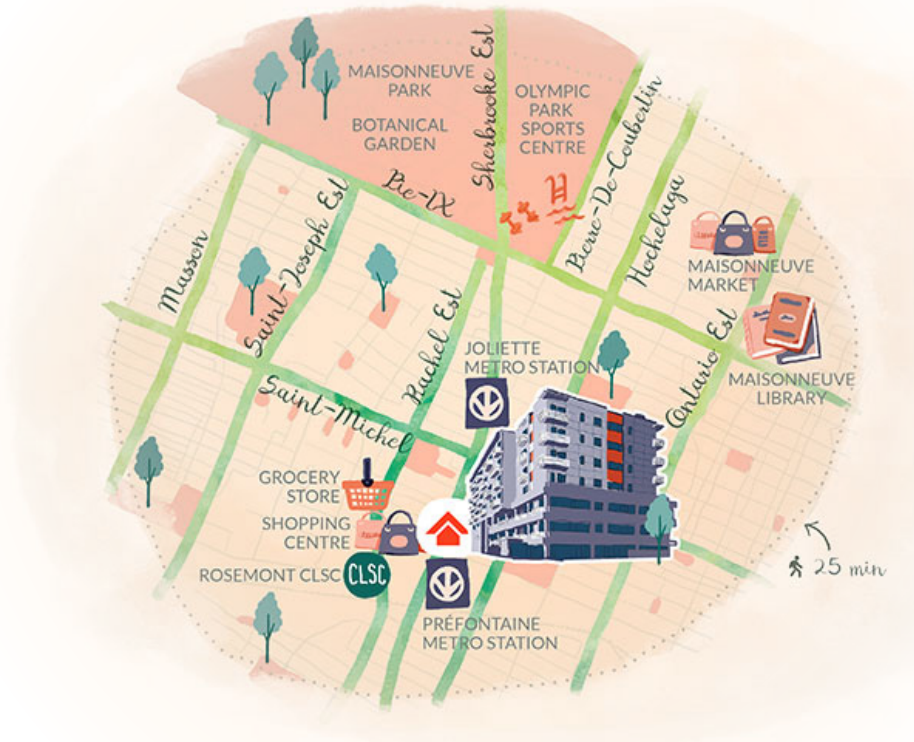 MAISONNEUVE
PARK
BOTANICAL
GARDEN
Sherbrooke Est
OLYMPIC
PARK
SPORTS
CENTRE
Pierre-De-Coubertin
Pie-IX
Hochelaga
Masson
Saint-Joseph Est
MAISONNEUVE
MARKET
Rachel Est
JOLIETTE
METRO STATION
Ontario Est
MAISONNEUVE
LIBRARY
Saint-Michel
GROCERY
STORE
SHOPPING
CENTRE
ROSEMONT CLSC
CLSC
25 min
PRÉFONTAINE
METRO STATION